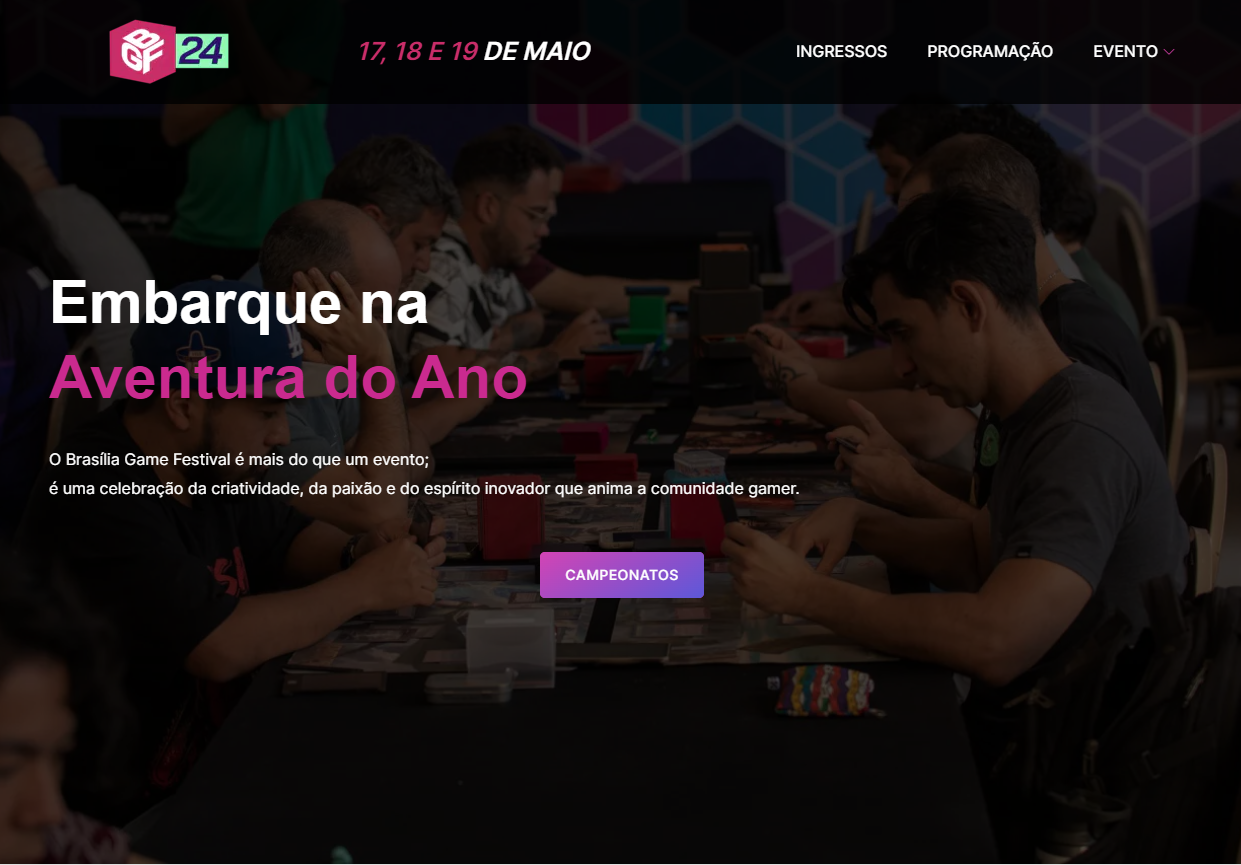 BGF 24
17, 18 E 19 DE MAIO
INGRESSOS
PROGRAMAÇÃO
EVENTO
Embarque na
Aventura do Ano
O Brasília Game Festival é mais do que um evento;
é uma celebração da criatividade, da paixão e do espírito inovador que anima a comunidade gamer.
CAMPEONATOS